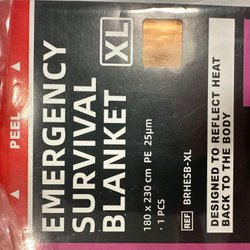 PEEL
EMERGENCY
SURVIVAL
BLANKET XL
180 x 230 cm PE 25µm
- 1 PCS
REF BRHESB-XL
DESIGNED TO REFLECT HEAT
BACK TO THE BODY